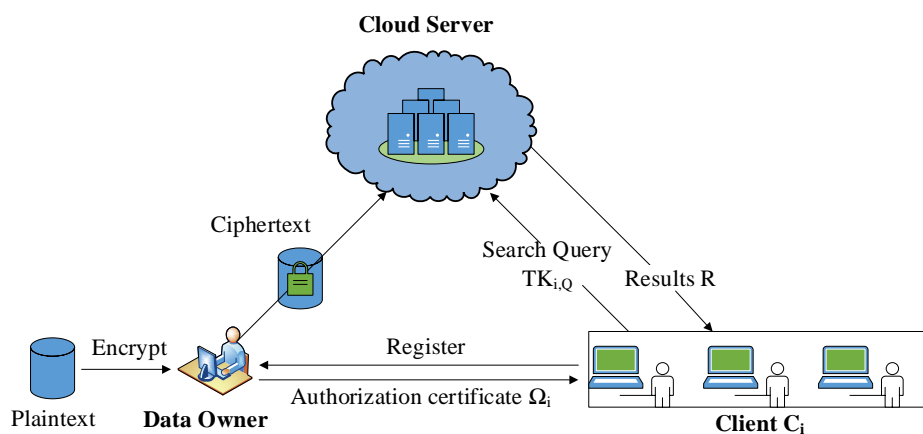 Cloud Server
Ciphertext
Search Query
TKi,Q
Results R
Encrypt
Register
Plaintext
Data Owner
Authorization certificate Ωi
Client Ci